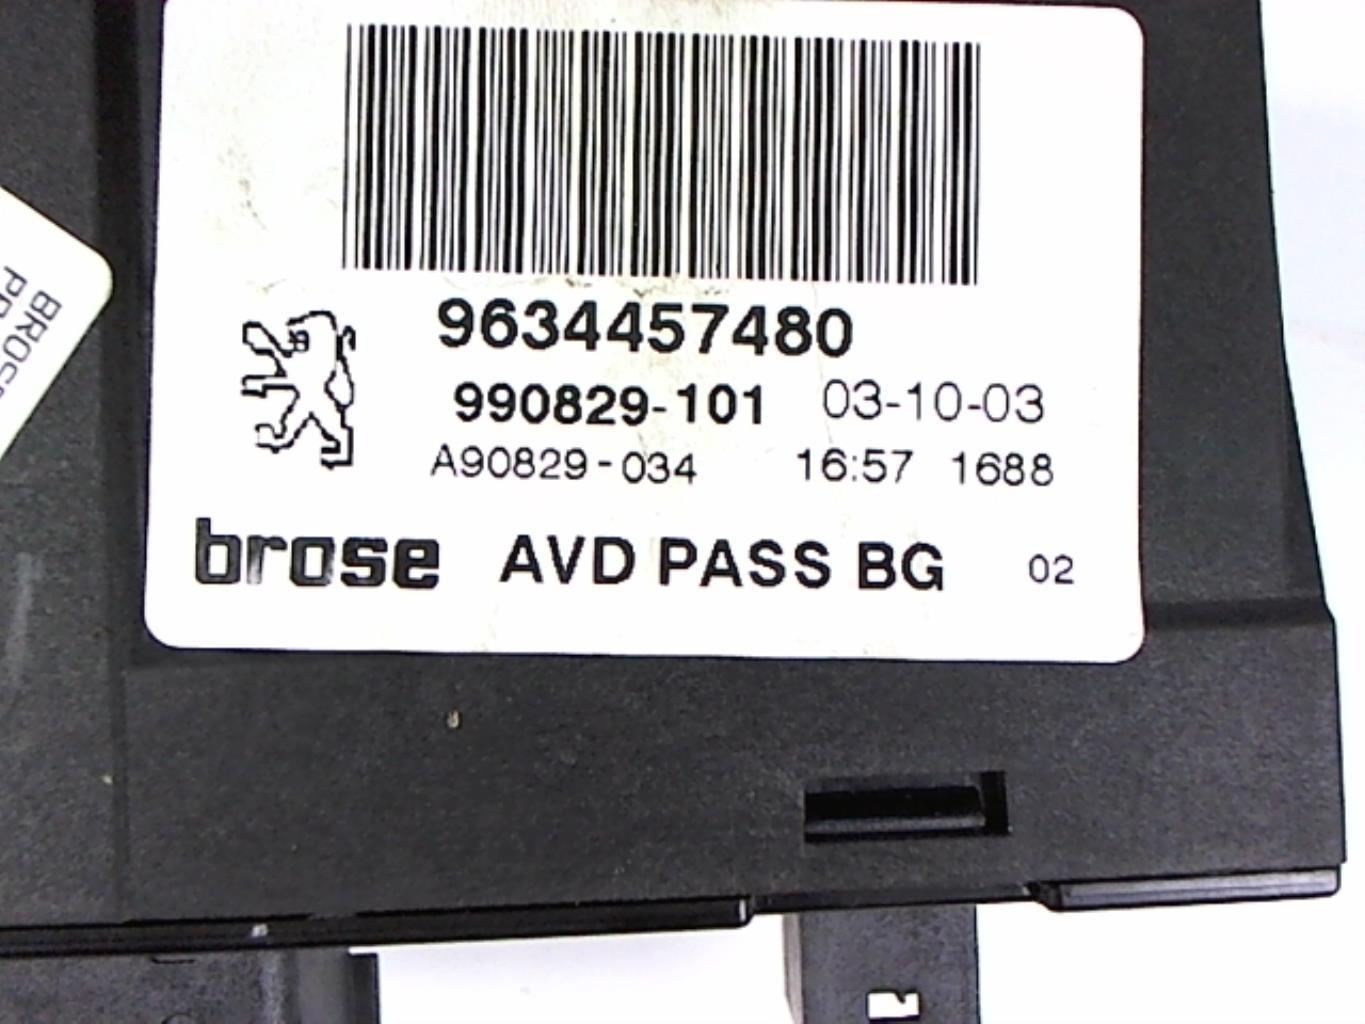 9634457480
990829-101 03-10-03
A90829-034 16:57 1688
brose AVD PASS BG 02